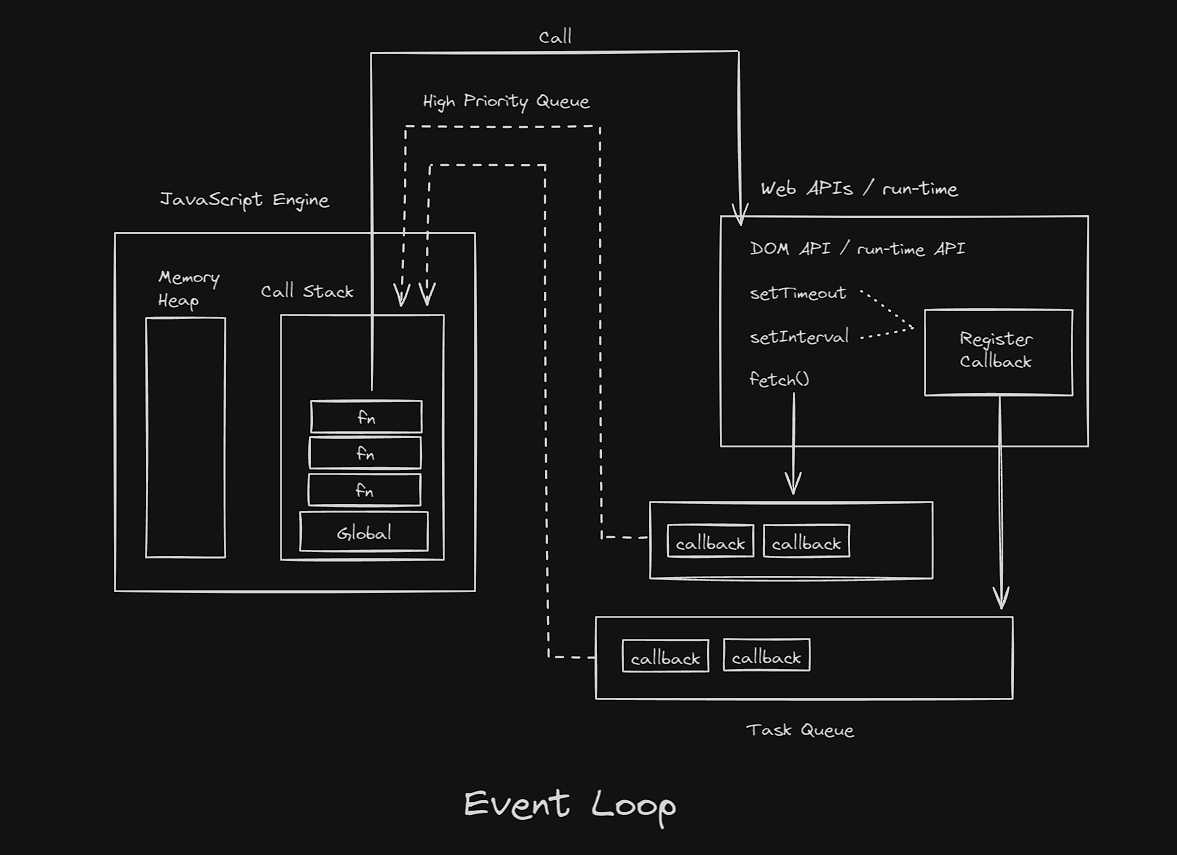 Call
High Priority Queue
JavaScript Engine
Web APIs / run-time
Memory
Heap
Call Stack
fn
fn
fn
Global
DOM API / run-time API
setTimeout
setInterval
fetch()
Register
Callback
callback callback
callback callback
Task Queue
Event Loop